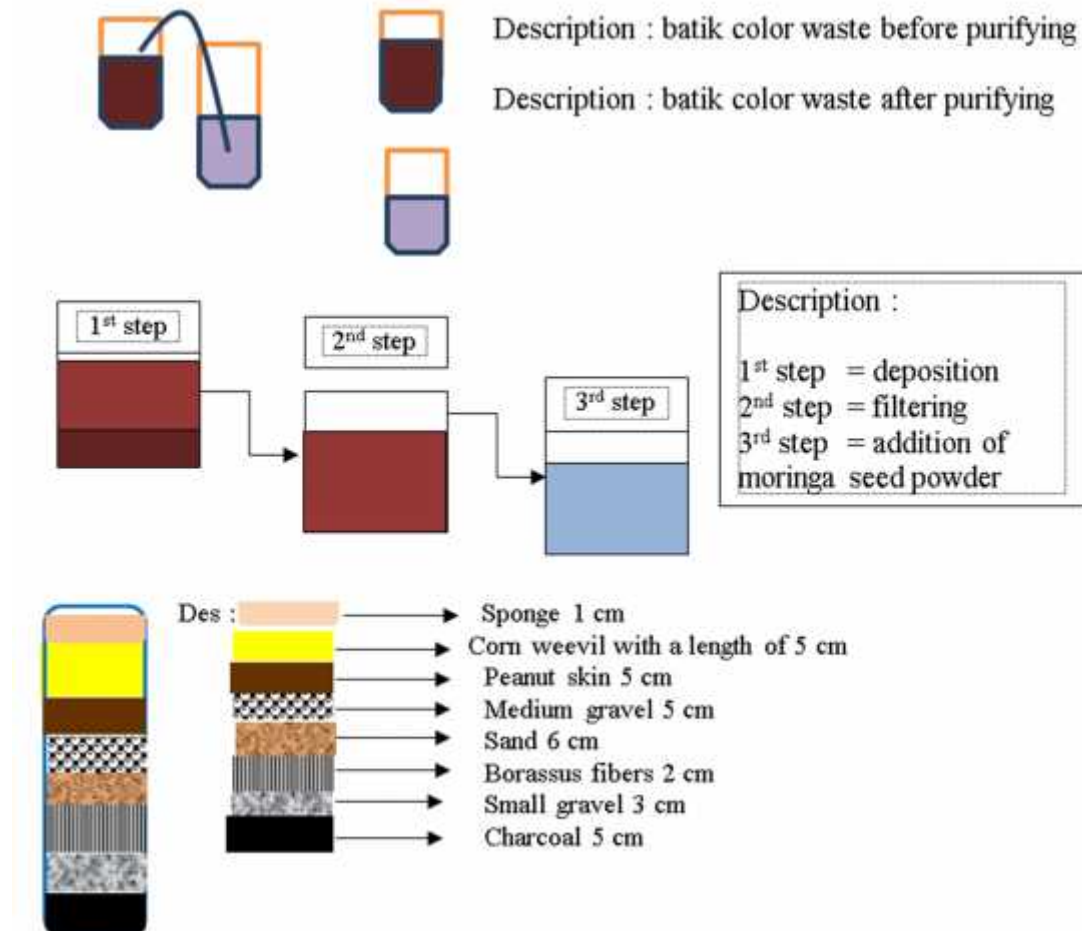 Description : batik color waste before purifying
Description : batik color waste after purifying
1st step
2nd step
3rd step
Description :
1st step = deposition
2nd step = filtering
3rd step = addition of
moringa seed powder
Des :
Sponge 1 cm
Corn weevil with a length of 5 cm
Peanut skin 5 cm
Medium gravel 5 cm
Sand 6 cm
Borassus fibers 2 cm
Small gravel 3 cm
Charcoal 5 cm